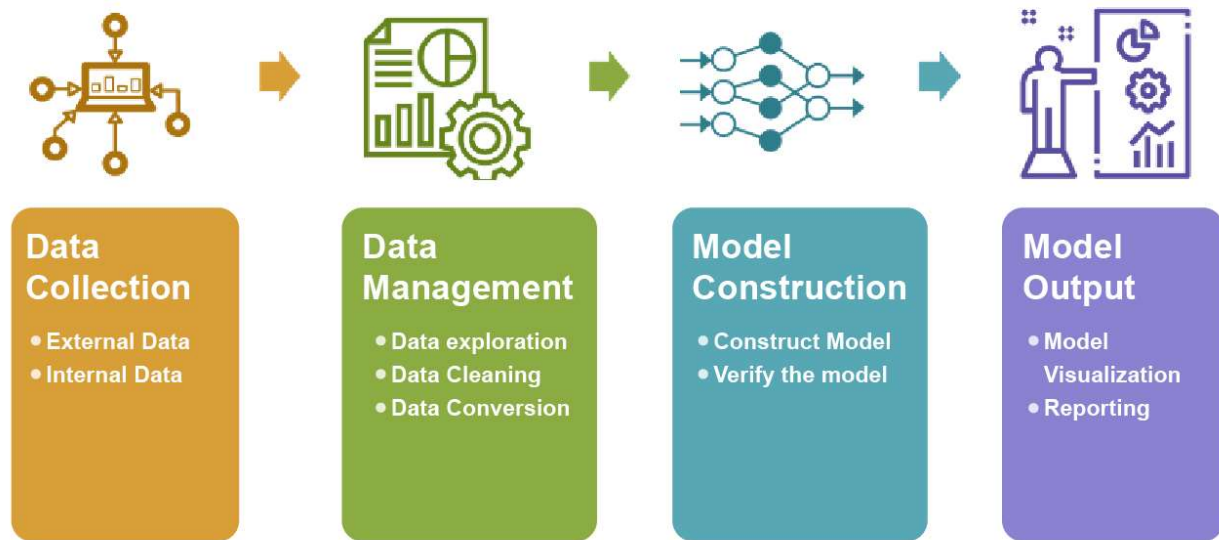 Data
Collection
• External Data
• Internal Data
Data
Management
• Data exploration
• Data Cleaning
• Data Conversion
Model
Construction
• Construct Model
• Verify the model
Model
Output
• Model
Visualization
• Reporting